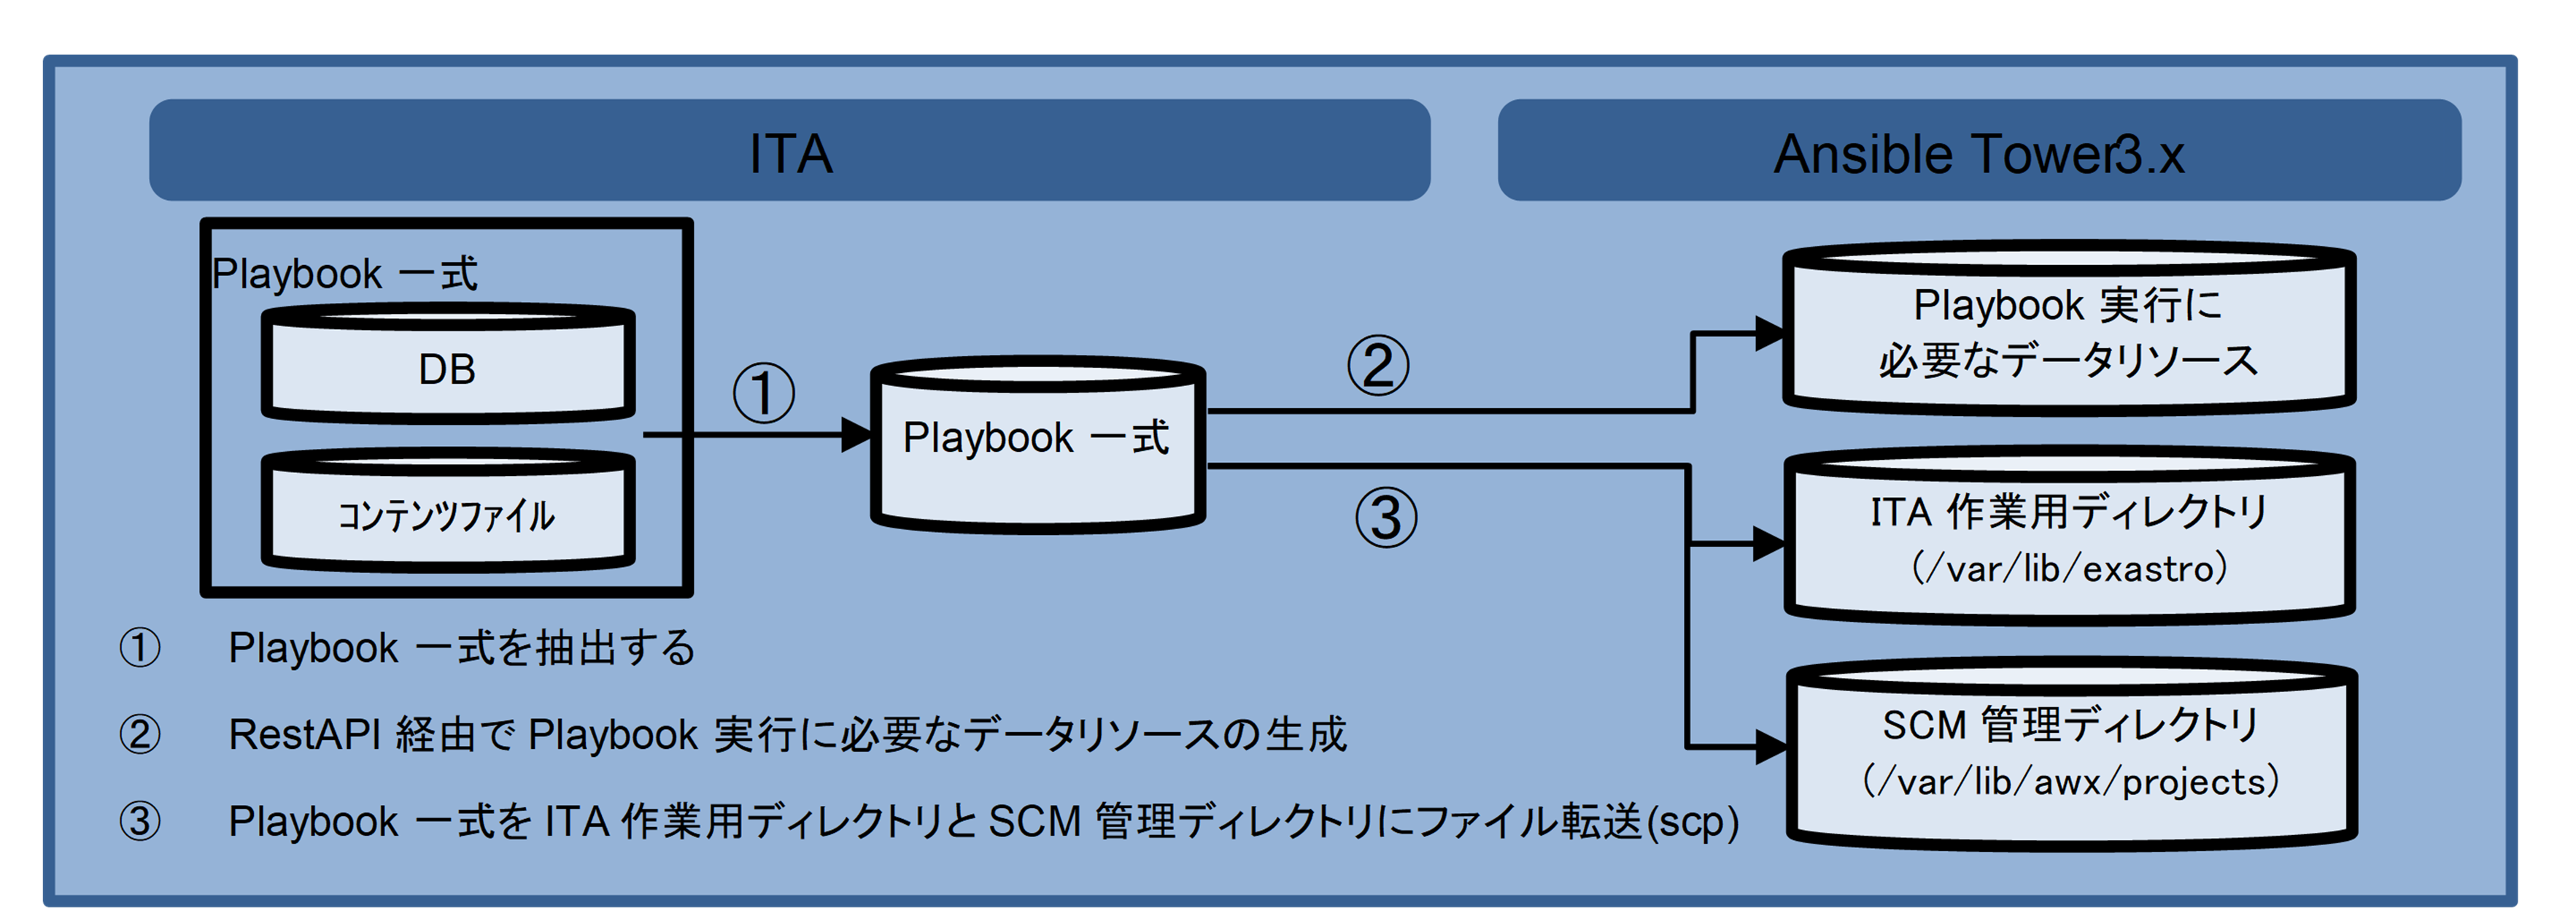 ITA
Ansible Tower3.x
Playbook 一式
DB
コンテンツファイル
①
Playbook 一式
②
③
Playbook 実行に
必要なデータリソース
ITA 作業用ディレクトリ
(/var/lib/exastro)
SCM 管理ディレクトリ
(/var/lib/awx/projects)
① Playbook 一式を抽出する
② RestAPI 経由で Playbook 実行に必要なデータリソースの生成
③ Playbook 一式を ITA 作業用ディレクトリと SCM 管理ディレクトリにファイル転送(scp)